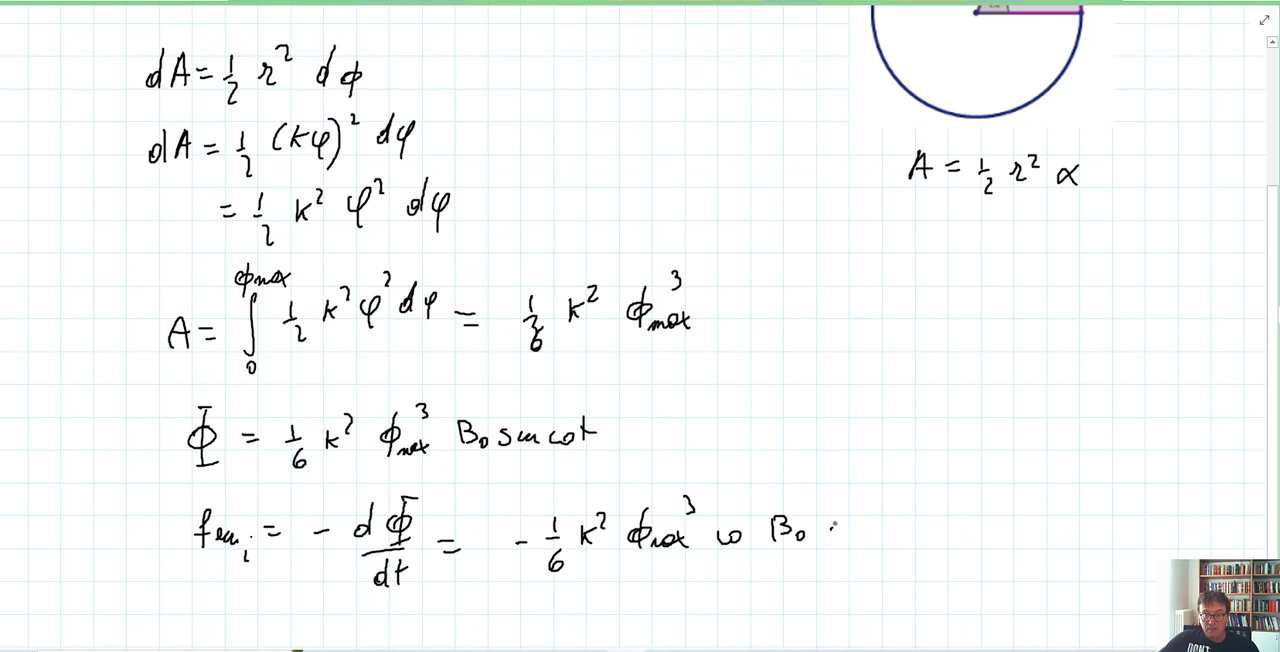 dA = 1/2 r² dϕ
dA = 1/2 (kφ)² dφ
= 1/2 k² φ² dφ
A = ∫₀^ϕmax 1/2 k² φ² dφ = 1/6 k² ϕmax³
Φ = 1/6 k² ϕmax³ B₀ sin ωt
fem i = - dΦ/dt = - 1/6 k² ϕmax³ ω B₀
A = 1/2 r² α
DONT